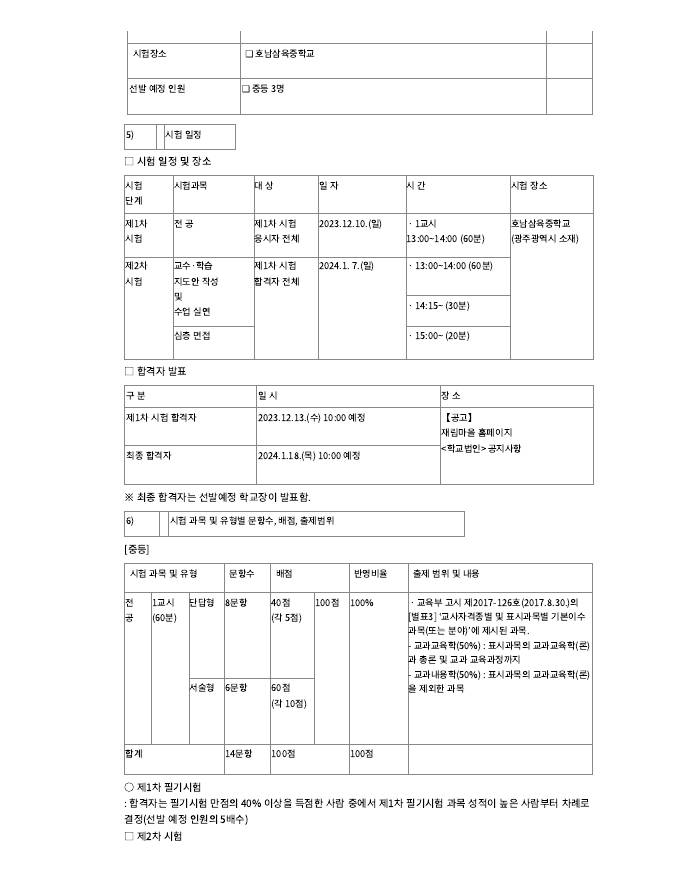 시험장소 ❏ 호남삼육중학교
선발 예정 인원 ❏ 중등 3명
5) 시험 일정
□ 시험 일정 및 장소
시험 단계 시험과목 대 상 일 자 시 간 시험 장소
제1차 시험 전 공 제1차 시험 응시자 전체 2023.12.10.(일) · 1교시 13:00~14:00 (60분) 호남삼육중학교 (광주광역시 소재)
제2차 시험 교수·학습 지도안 작성 및 수업 실연 제1차 시험 합격자 전체 2024.1. 7.(일) · 13:00~14:00 (60분)
· 14:15~ (30분)
심층 면접 · 15:00~ (20분)
□ 합격자 발표
구 분 일 시 장 소
제1차 시험 합격자 2023.12.13.(수) 10:00 예정 【공고】
재림마을 홈페이지
최종 합격자 2024.1.18.(목) 10:00 예정 <학교법인> 공지사항
※ 최종 합격자는 선발예정 학교장이 발표함.
6) 시험 과목 및 유형별 문항수, 배점, 출제범위
[중등]
시험 과목 및 유형 문항수 배점 반영비율 출제 범위 및 내용
전공 1교시 (60분) 단답형 8문항 40점 (각 5점) 100점 100% · 교육부 고시 제2017-126호(2017.8.30.)의
[별표3] '교사자격종별 및 표시과목별 기본이수
과목(또는 분야)'에 제시된 과목.
- 교과교육학(50%) : 표시과목의 교과교육학(론)
과 총론 및 교과 교육과정까지
- 교과내용학(50%) : 표시과목의 교과교육학(론)
을 제외한 과목
서술형 6문항 60점 (각 10점)
합계 14문항 100점 100점
○ 제1차 필기시험
: 합격자는 필기시험 만점의 40% 이상을 득점한 사람 중에서 제1차 필기시험 과목 성적이 높은 사람부터 차례로
결정(선발 예정 인원의 5배수)
□ 제2차 시험